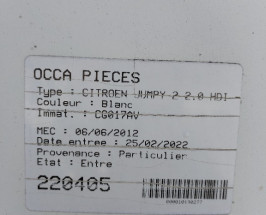 OCCA PIECES
Type : CITROEN JUMPY 2 2.0 HDI
Couleur : Blanc
Immat. : CG017AV
MEC : 06/06/2012
Date entree : 25/02/2022
Provenance : Particulier
Etat : Entre
220405